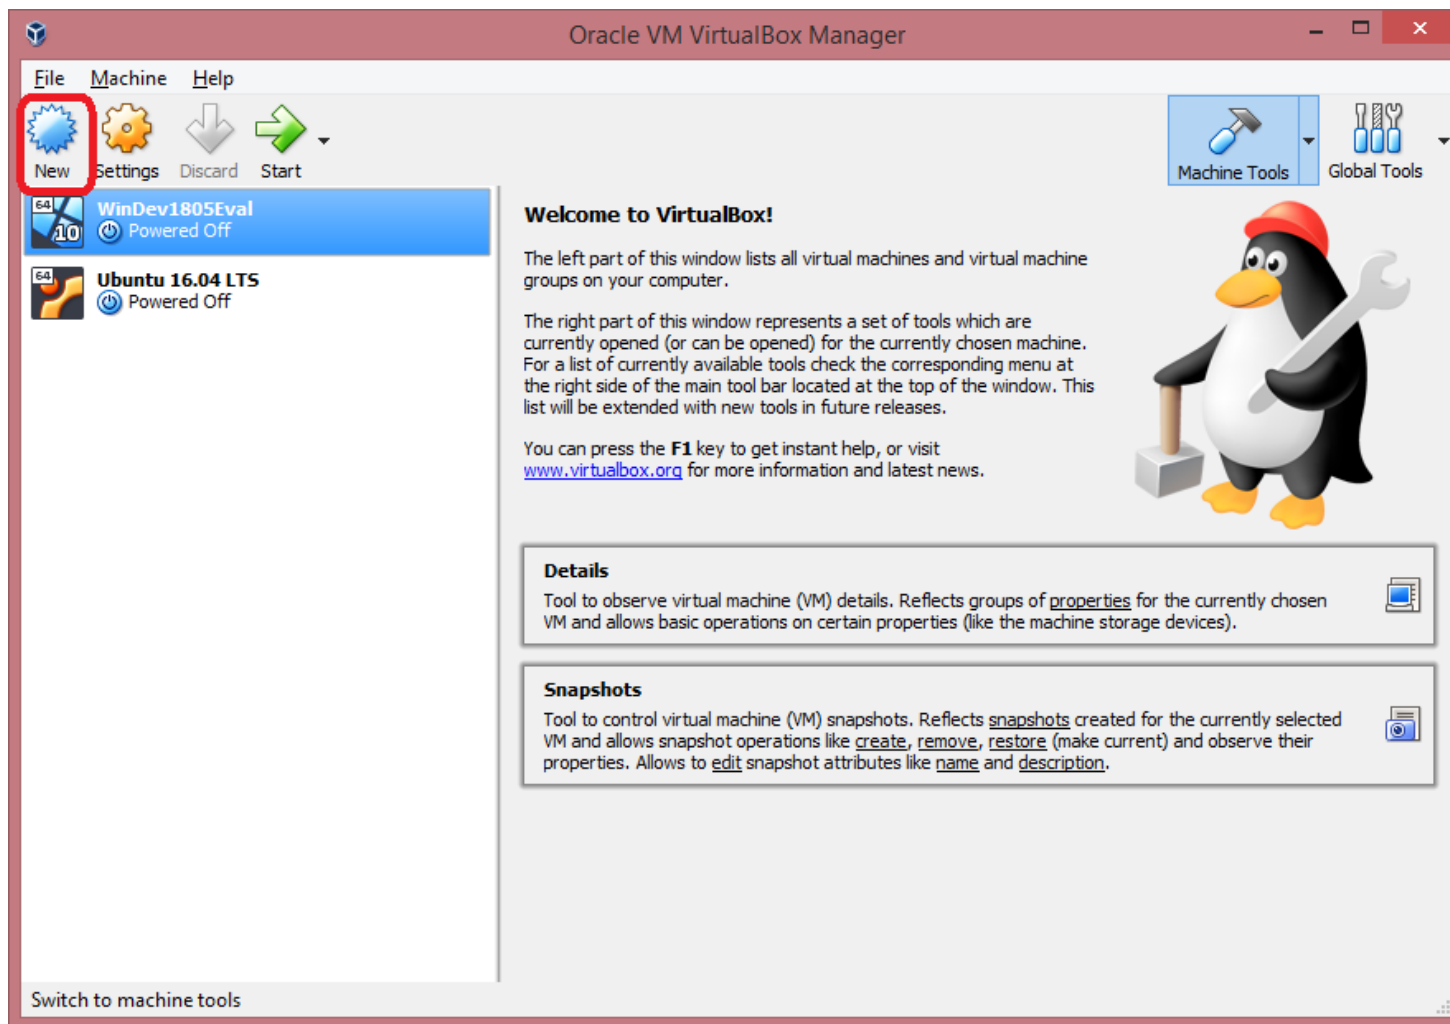 Oracle VM VirtualBox Manager
File Machine Help
New Settings Discard Start
Machine Tools Global Tools
64
10
WinDev1805Eval
Powered Off
64
Ubuntu 16.04 LTS
Powered Off
Welcome to VirtualBox!
The left part of this window lists all virtual machines and virtual machine
groups on your computer.
The right part of this window represents a set of tools which are
currently opened (or can be opened) for the currently chosen machine.
For a list of currently available tools check the corresponding menu at
the right side of the main tool bar located at the top of the window. This
list will be extended with new tools in future releases.
You can press the F1 key to get instant help, or visit
www.virtualbox.org for more information and latest news.
Details
Tool to observe virtual machine (VM) details. Reflects groups of properties for the currently chosen
VM and allows basic operations on certain properties (like the machine storage devices).
Snapshots
Tool to control virtual machine (VM) snapshots. Reflects snapshots created for the currently selected
VM and allows snapshot operations like create, remove, restore (make current) and observe their
properties. Allows to edit snapshot attributes like name and description.
Switch to machine tools